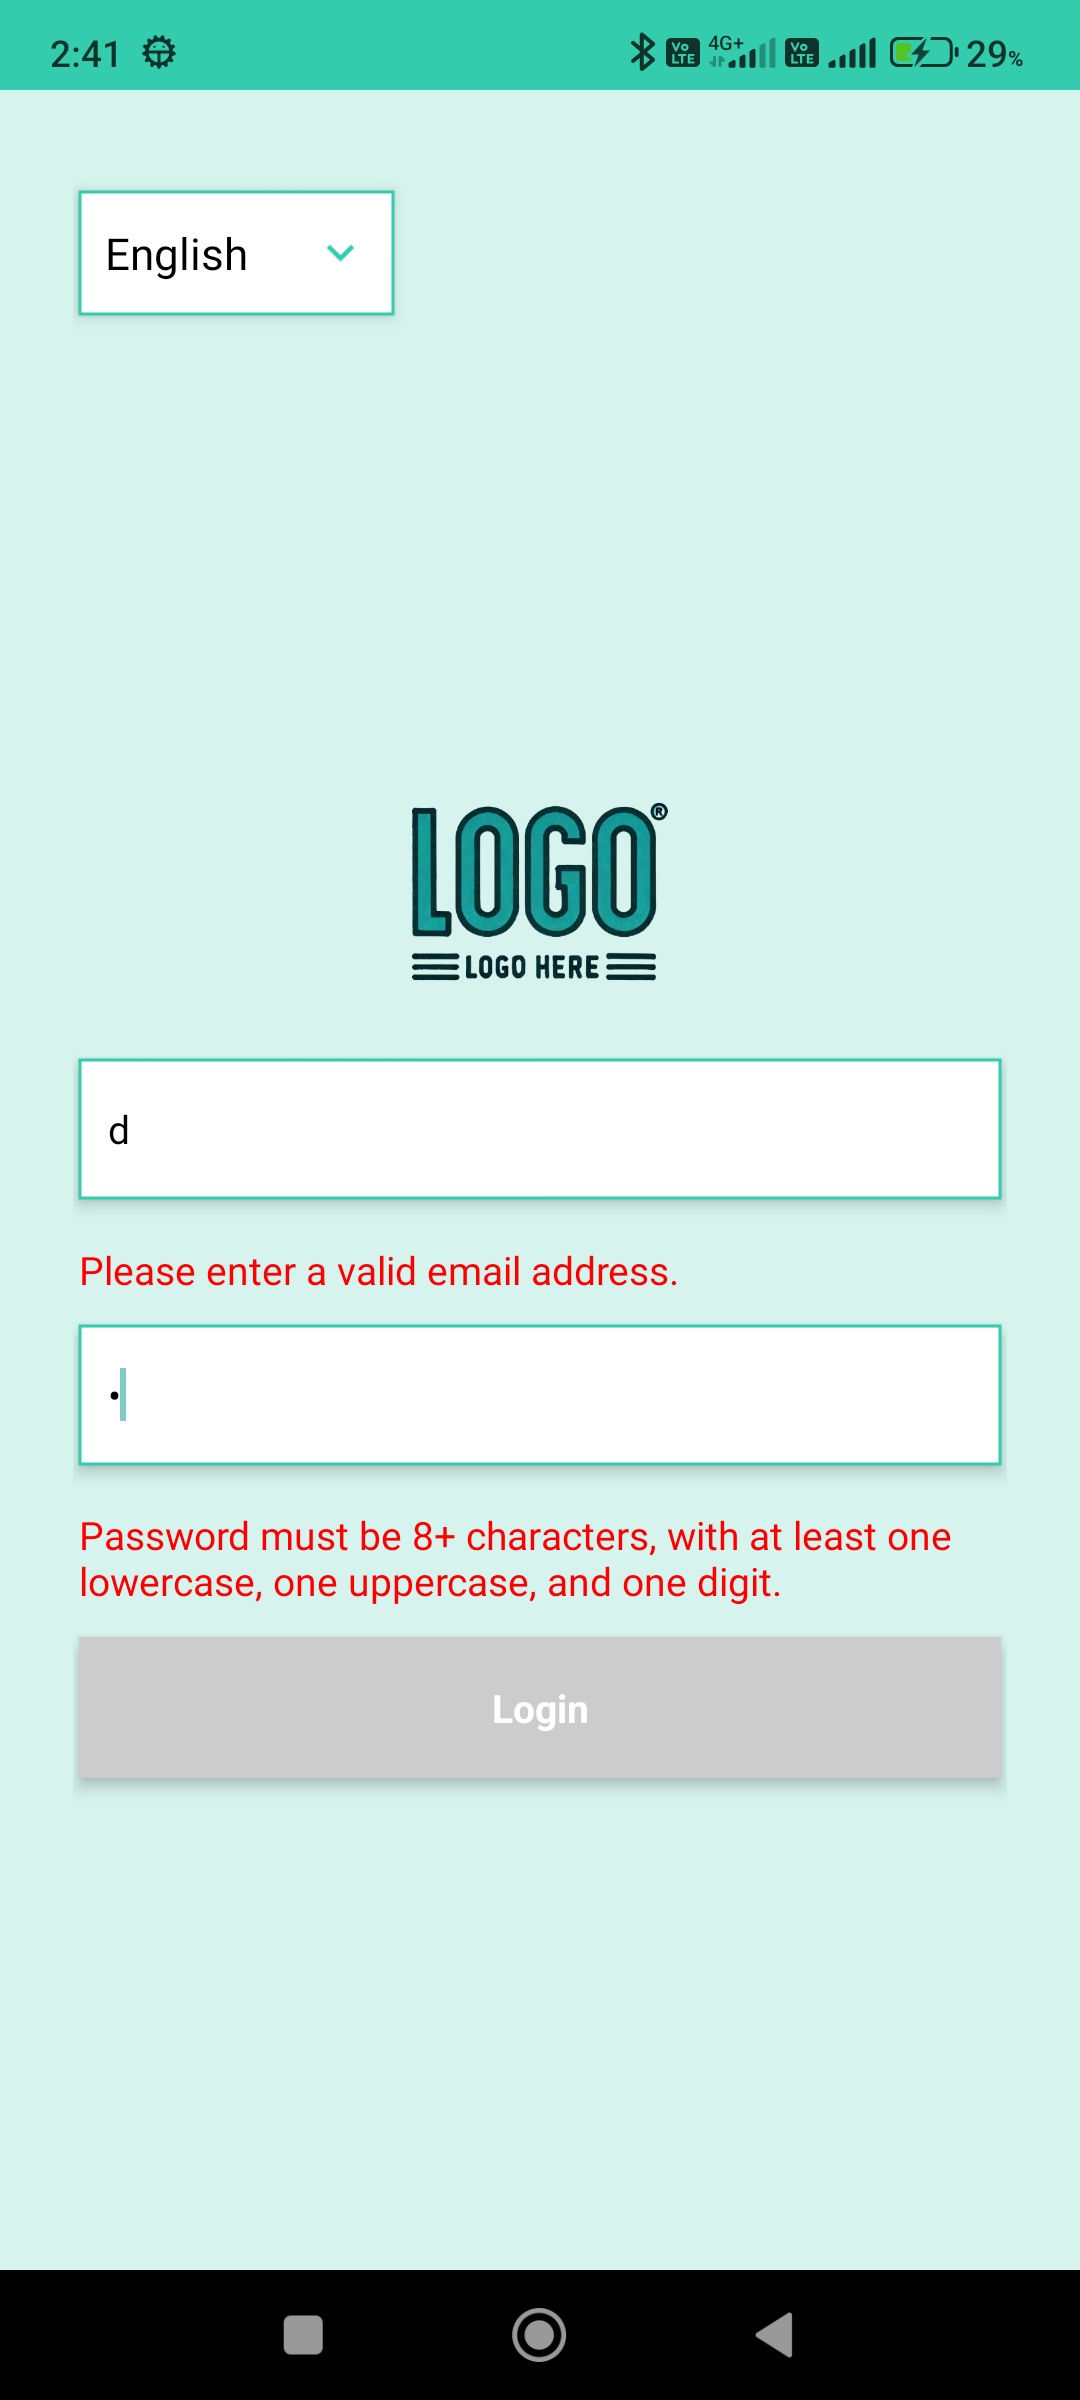 2:41 Vo LTE 4G+ Vo LTE 29%
English
LOGO®
LOGO HERE
d
Please enter a valid email address.
•
Password must be 8+ characters, with at least one
lowercase, one uppercase, and one digit.
Login